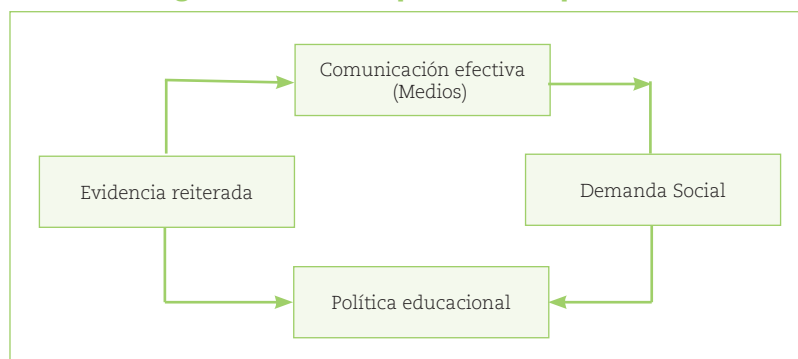 Comunicación efectiva
(Medios)
Evidencia reiterada
Demanda Social
Política educacional